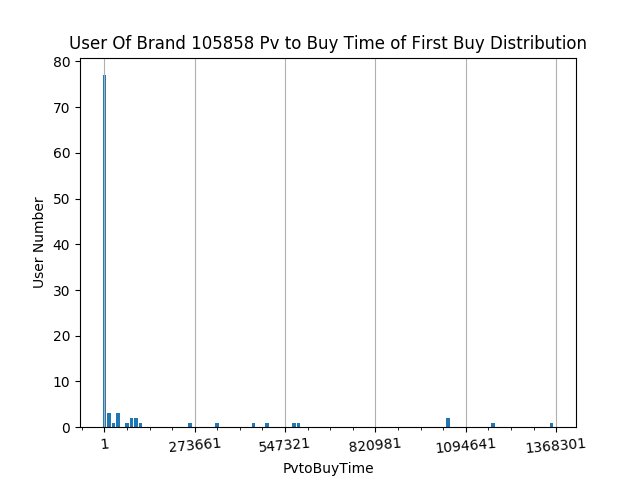 User Of Brand 105858 Pv to Buy Time of First Buy Distribution
80
70
60
50
40
30
20
10
0
User Number
1 273661 547321 820981 1094641 1368301
PvtoBuyTime